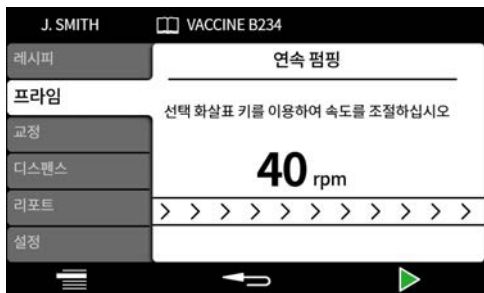 J. SMITH
VACCINE B234
레시피
프라임
교정
디스펜스
리포트
설정
연속 펌핑
선택 화살표 키를 이용하여 속도를 조절하십시오
40 rpm